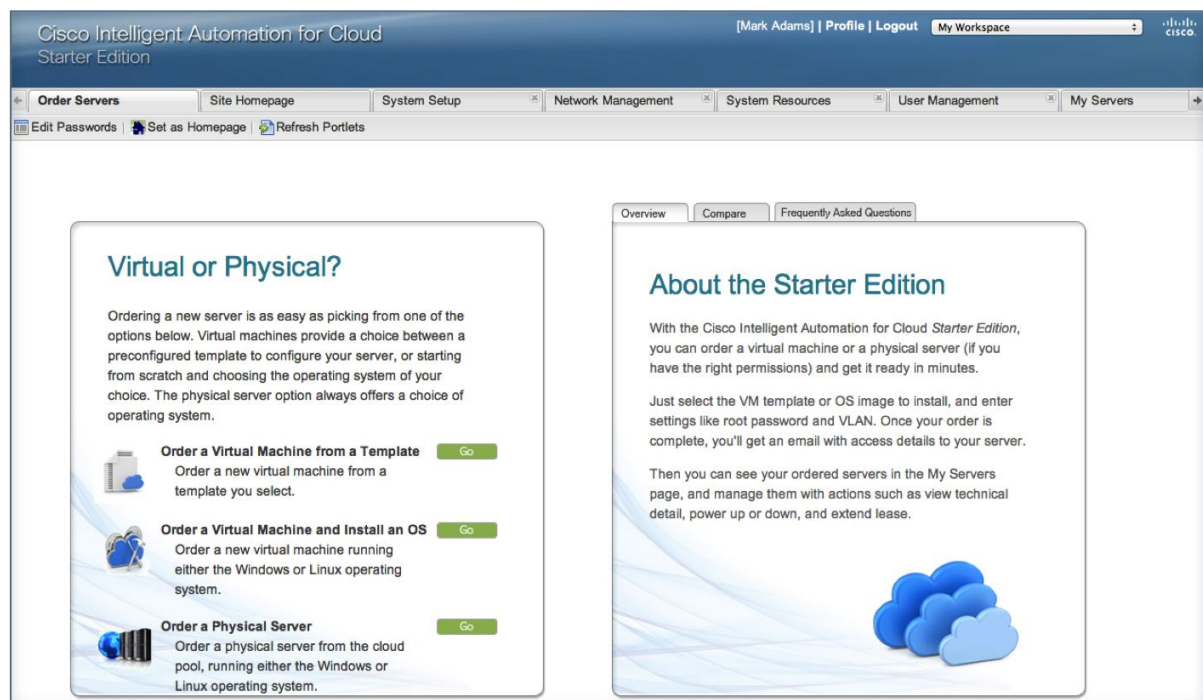 Cisco Intelligent Automation for Cloud
Starter Edition
[Mark Adams] | Profile | Logout
My Workspace
CISCO
Order Servers
Site Homepage
System Setup
Network Management
System Resources
User Management
My Servers
Edit Passwords | Set as Homepage | Refresh Portlets
Virtual or Physical?
Ordering a new server is as easy as picking from one of the
options below. Virtual machines provide a choice between a
preconfigured template to configure your server, or starting
from scratch and choosing the operating system of your
choice. The physical server option always offers a choice of
operating system.
Order a Virtual Machine from a Template
Go
Order a new virtual machine from a
template you select.
Order a Virtual Machine and Install an OS
Go
Order a new virtual machine running
either the Windows or Linux operating
system.
Order a Physical Server
Go
Order a physical server from the cloud
pool, running either the Windows or
Linux operating system.
Overview
Compare
Frequently Asked Questions
About the Starter Edition
With the Cisco Intelligent Automation for Cloud Starter Edition,
you can order a virtual machine or a physical server (if you
have the right permissions) and get it ready in minutes.
Just select the VM template or OS image to install, and enter
settings like root password and VLAN. Once your order is
complete, you'll get an email with access details to your server.
Then you can see your ordered servers in the My Servers
page, and manage them with actions such as view technical
detail, power up or down, and extend lease.